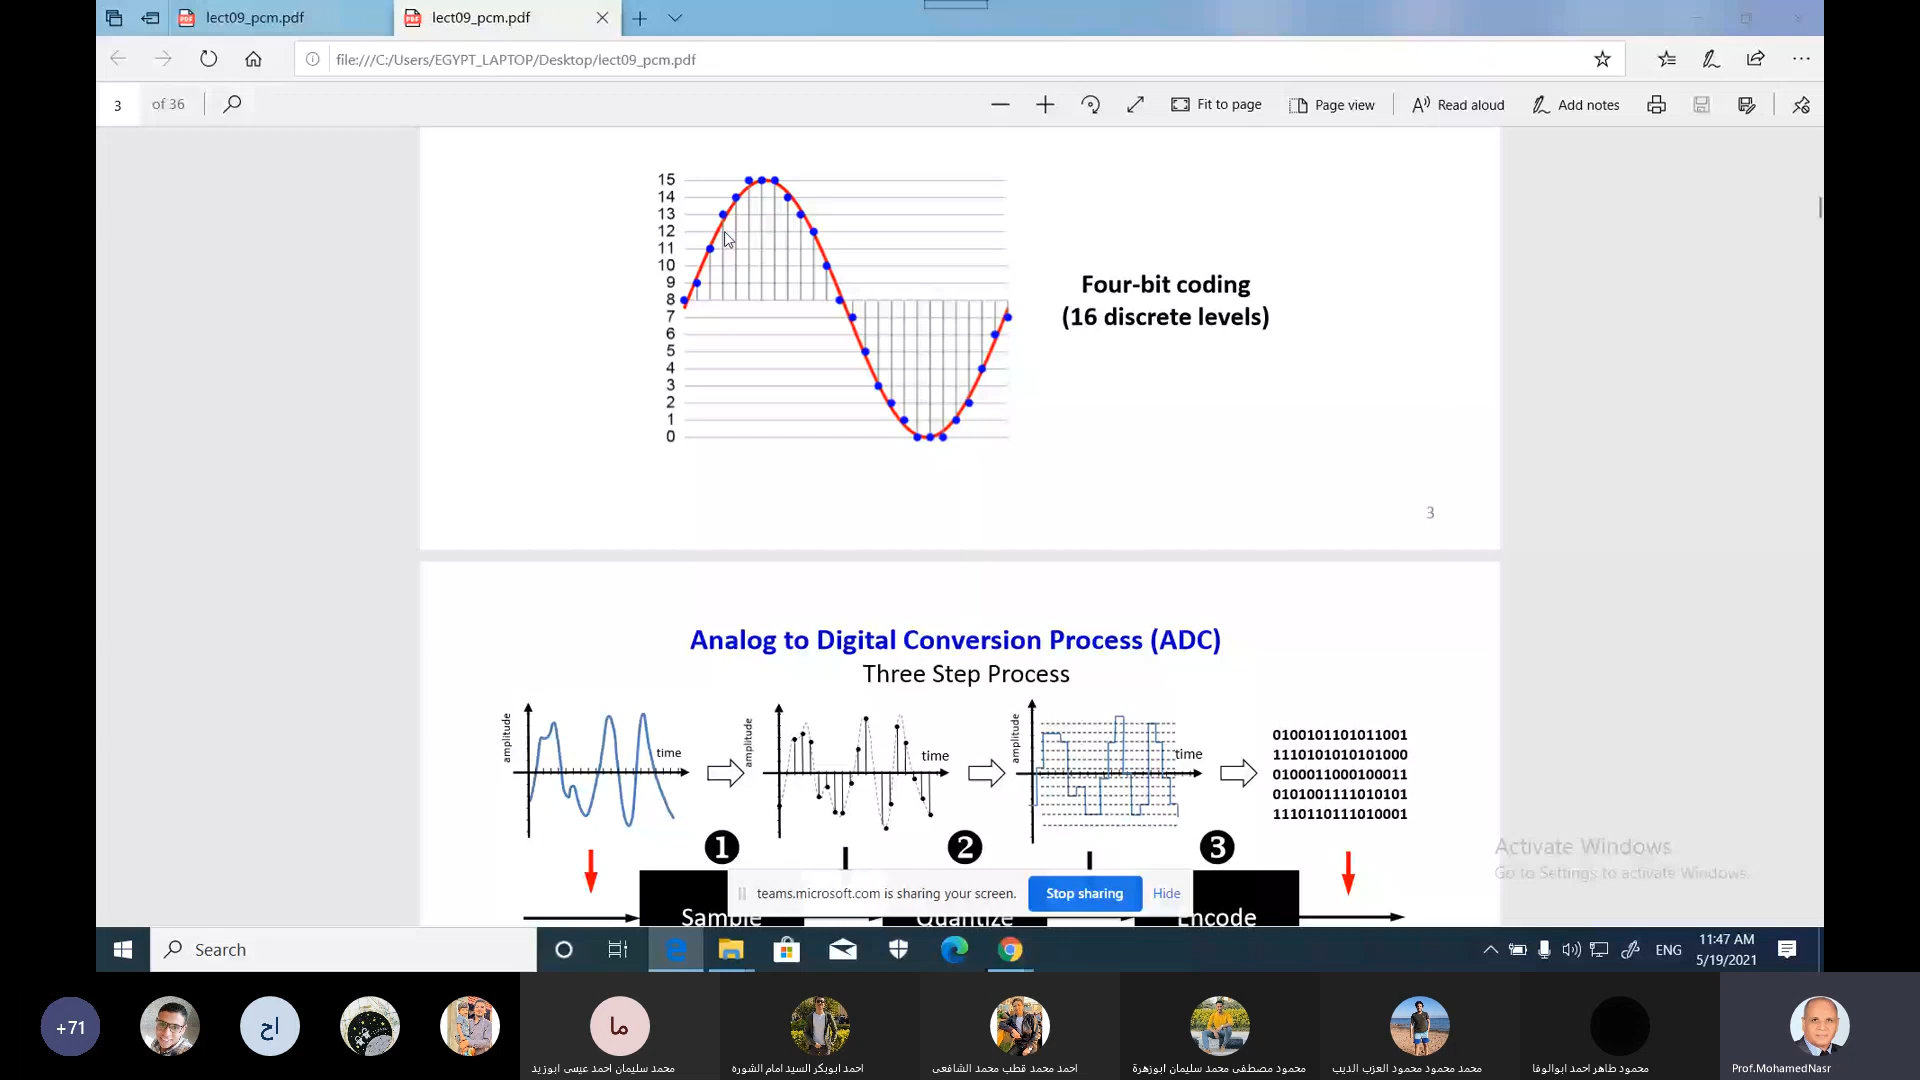 lect09_pcm.pdf
lect09_pcm.pdf
file:///C:/Users/EGYPT_LAPTOP/Desktop/lect09_pcm.pdf
3 of 36
Fit to page
Page view
Read aloud
Add notes
15
14
13
12
11
10
9
8
7
6
5
4
3
2
1
0
Four-bit coding
(16 discrete levels)
3
Analog to Digital Conversion Process (ADC)
Three Step Process
amplitude
time
amplitude
time
amplitude
time
0100101101011001
1110101010101000
0100011000100011
0101001111010101
1110110111010001
1
2
3
Sample
Quantize
Encode
Activate Windows
Go to Settings to activate Windows.
teams.microsoft.com is sharing your screen.
Stop sharing
Hide
Search
ENG
11:47 AM
5/19/2021
+71
اح
ما
محمد سليمان احمد عيسى ابوزيد
احمد ابوبكر السيد امام الشوره
احمد محمد قطب محمد الشافعى
محمود مصطفى محمد سليمان ابوزهرة
محمد محمود محمود العزب الديب
محمود طاهر احمد ابوالوفا
Prof.MohamedNasr